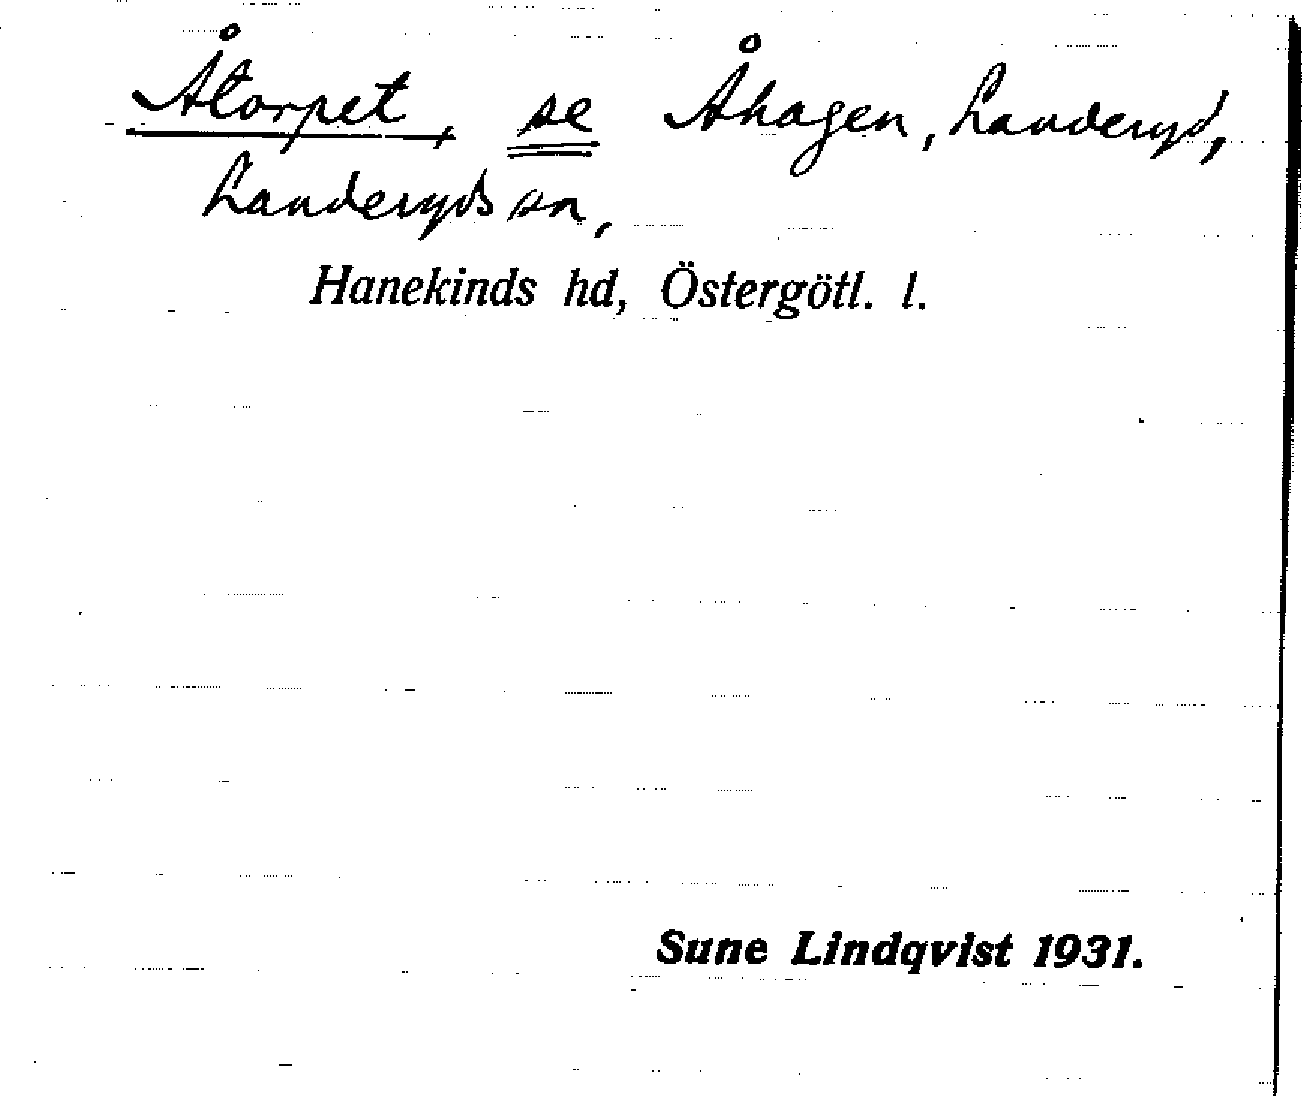 Åtorpet, se Åhagen, Landeryd,
Landeryds sn,
Hanekinds hd, Östergötl. l.
Sune Lindqvist 1931.